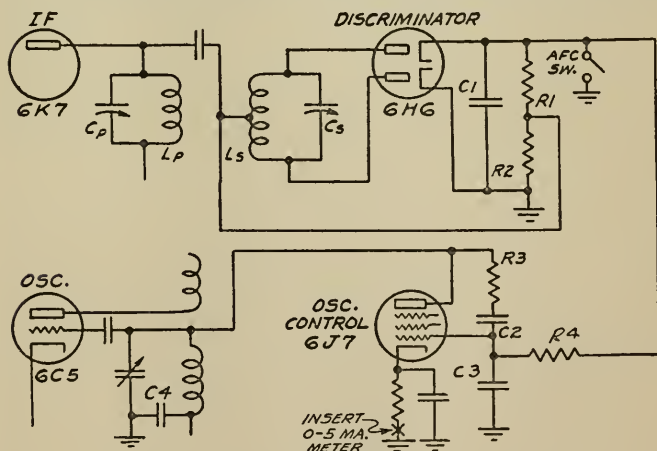 IF
6K7
Cp
Lp
Ls
Cs
DISCRIMINATOR
6H6
C1
R1
R2
AFC
SW.
OSC.
6C5
C4
OSC.
CONTROL
6J7
R3
C2
C3
R4
INSERT
0-5 MA.
METER